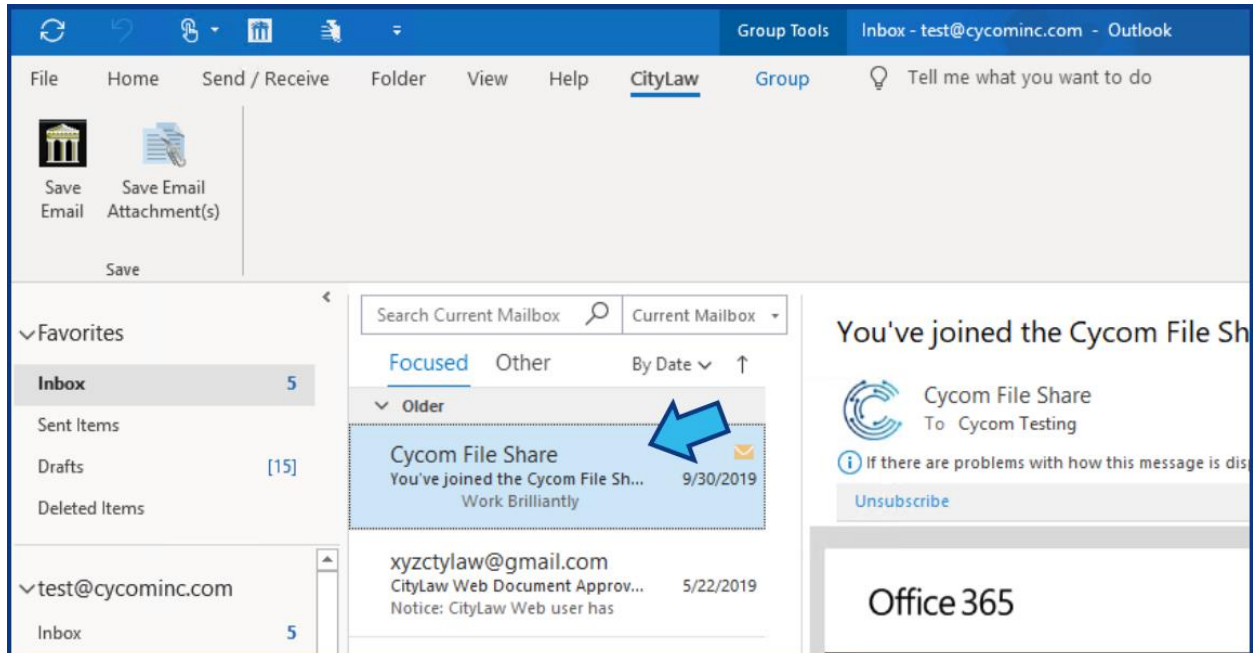 Group Tools Inbox - test@cycominc.com - Outlook
File Home Send / Receive Folder View Help CityLaw Group Tell me what you want to do
Save Email
Save Email Attachment(s)
Save
Favorites
Inbox 5
Sent Items
Drafts [15]
Deleted Items
test@cycominc.com
Inbox 5
Search Current Mailbox Current Mailbox
Focused Other By Date
Older
Cycom File Share
You've joined the Cycom File Sh... 9/30/2019
Work Brilliantly
xyzctylaw@gmail.com
CityLaw Web Document Approv... 5/22/2019
Notice: CityLaw Web user has
You've joined the Cycom File Sh
Cycom File Share
To Cycom Testing
If there are problems with how this message is dis
Unsubscribe
Office 365